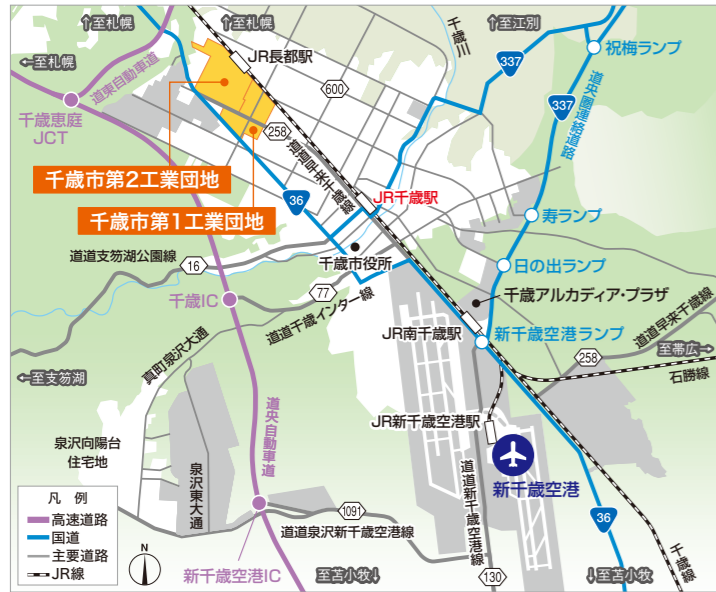 ↑至札幌
↑至札幌
↑至江別
←至札幌
JR長都駅
千歳川
337
祝梅ランプ
道東自動車道
600
337
道央圏連絡道路
千歳恵庭
JCT
258
道道早来千歳線
千歳市第2工業団地
JR千歳駅
36
千歳市第1工業団地
寿ランプ
道道支笏湖公園線
16
千歳市役所
日の出ランプ
77
千歳IC
道道千歳インター線
千歳アルカディア・プラザ
JR南千歳駅
新千歳空港ランプ
道道早来千歳線
258
至帯広→
石勝線
真町泉沢大通
←至支笏湖
道央自動車道
JR新千歳空港駅
泉沢向陽台
住宅地
泉沢東大通
新千歳空港
道道新千歳空港線
凡 例
高速道路
国道
主要道路
JR線
N
1091
道道泉沢新千歳空港線
36
千歳線
新千歳空港IC
至苫小牧↓
130
↓至苫小牧